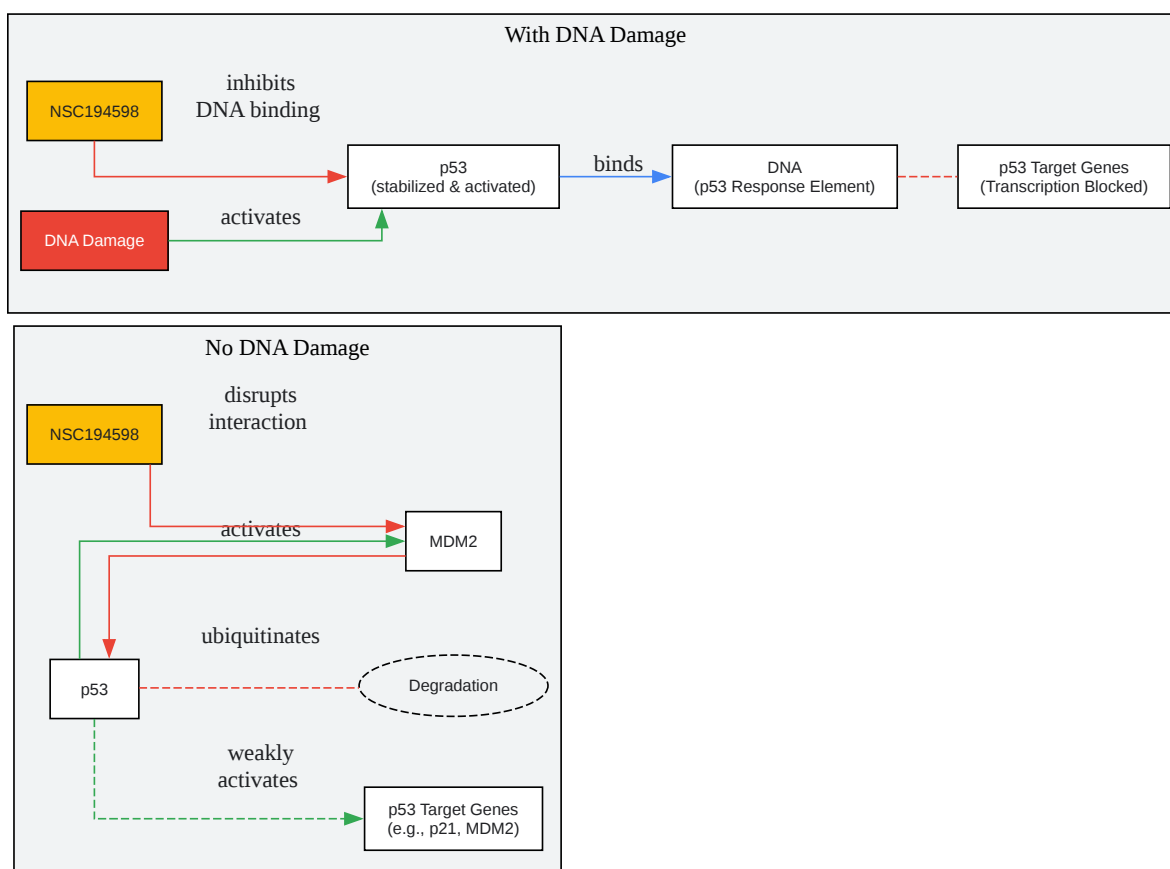 With DNA Damage
inhibits
DNA binding
NSC194598
p53
(stabilized & activated)
binds
DNA
(p53 Response Element)
p53 Target Genes
(Transcription Blocked)
activates
DNA Damage
No DNA Damage
disrupts
interaction
NSC194598
activates
MDM2
ubiquitinates
p53
Degradation
weakly
activates
p53 Target Genes
(e.g., p21, MDM2)